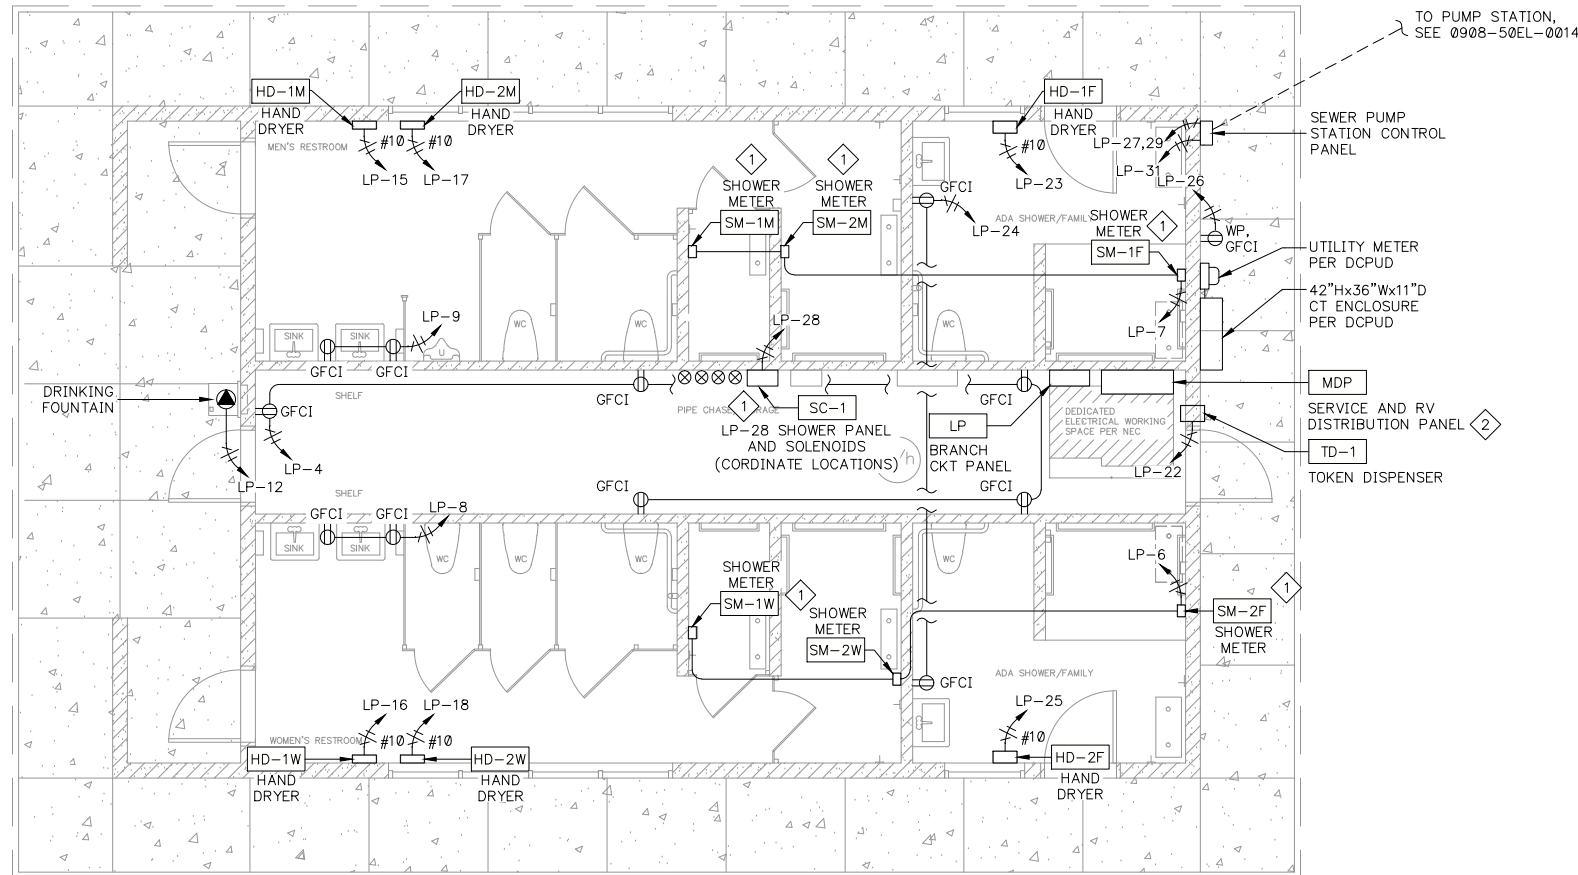 TO PUMP STATION,
SEE 0908-50EL-0014
HD-1M
HAND
DRYER
HD-2M
HAND
DRYER
HD-1F
HAND
DRYER
SEWER PUMP
STATION CONTROL
PANEL
MEN'S RESTROOM
#10
#10
#10
LP-15
LP-17
LP-23
LP-27,29
LP-31
LP-26
1
SHOWER
METER
SM-1M
1
SHOWER
METER
SM-2M
GFCI
LP-24
ADA SHOWER/FAMILY
SHOWER
METER
1
SM-1F
WP,
GFCI
UTILITY METER
PER DCPUD
42"Hx36"Wx11"D
CT ENCLOSURE
PER DCPUD
LP-9
LP-28
LP-7
SINK
SINK
U
WC
WC
WC
GFCI
GFCI
DRINKING
FOUNTAIN
SHELF
GFCI
GFCI
PIPE CHASE
RAGE
1
SC-1
GFCI
LP
DEDICATED
ELECTRICAL WORKING
SPACE PER NEC
MDP
SERVICE AND RV
DISTRIBUTION PANEL
2
TD-1
TOKEN DISPENSER
LP-28 SHOWER PANEL
AND SOLENOIDS
(CORDINATE LOCATIONS)
/h
BRANCH
CKT PANEL
LP-4
LP-12
LP-22
SHELF
GFCI
GFCI
GFCI
GFCI
LP-8
SINK
SINK
WC
WC
WC
WC
LP-6
SHOWER
METER
SM-1W
1
SHOWER
METER
SM-2W
1
SM-2F
SHOWER
METER
GFCI
ADA SHOWER/FAMILY
LP-16
LP-18
LP-25
WOMEN'S RESTROOM
#10
#10
#10
HD-1W
HAND
DRYER
HD-2W
HAND
DRYER
HD-2F
HAND
DRYER